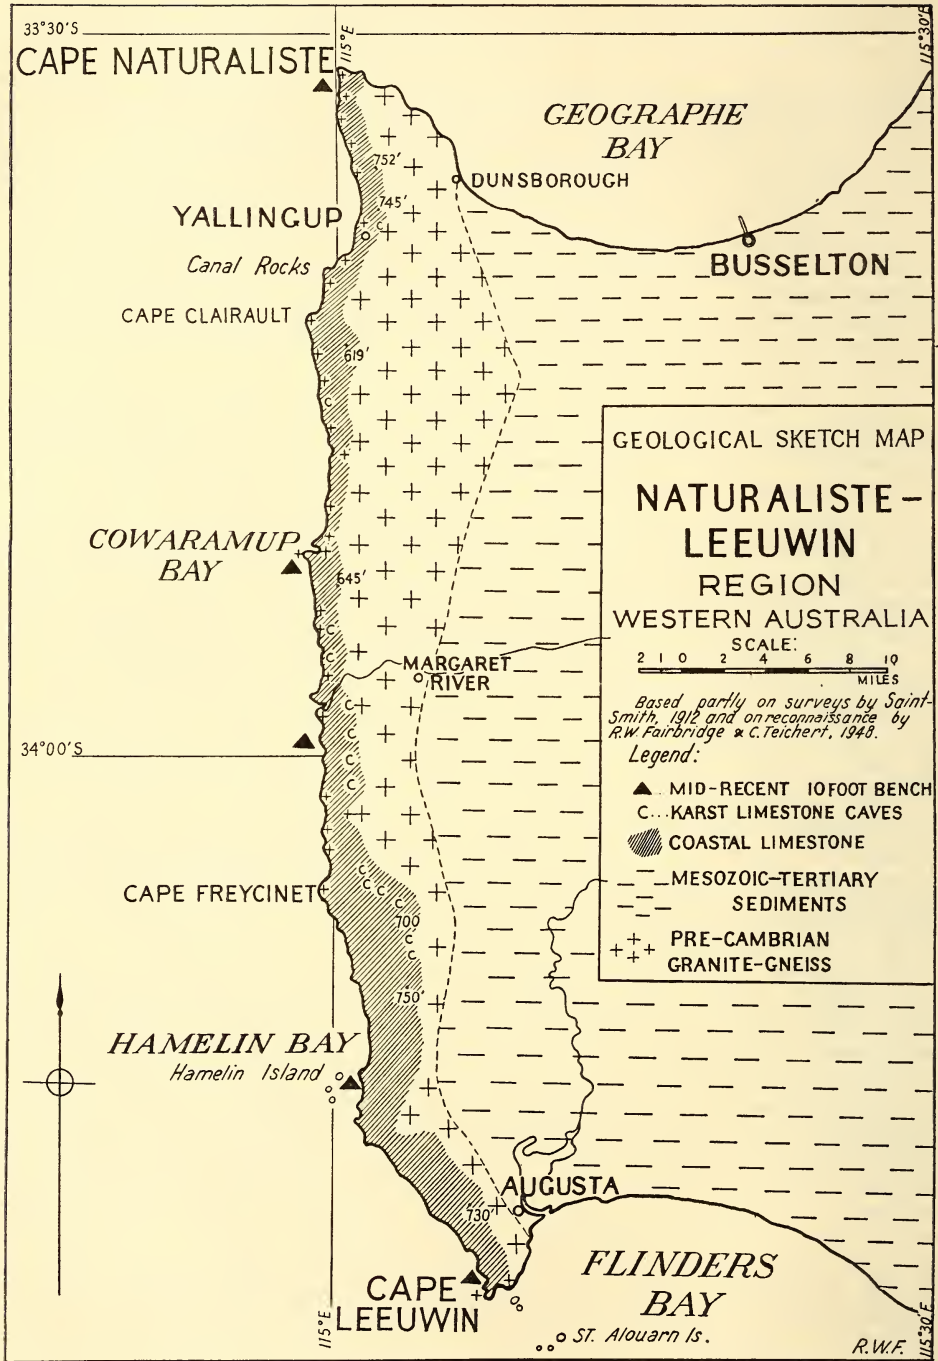 33°30'S
115°E
115°30'E
CAPE NATURALISTE
GEOGRAPHE
BAY
752'
DUNSBOROUGH
745'
YALLINGUP
C
Canal Rocks
BUSSELTON
CAPE CLAIRAULT
619'
C
GEOLOGICAL SKETCH MAP
NATURALISTE-
LEEUWIN
REGION
WESTERN AUSTRALIA
SCALE:
2 1 0 2 4 6 8 10
MILES
Based partly on surveys by Saint-
Smith, 1912 and on reconnaissance by
R.W. Fairbridge & C. Teichert, 1948.
Legend:
MID-RECENT 10 FOOT BENCH
C...KARST LIMESTONE CAVES
COASTAL LIMESTONE
MESOZOIC-TERTIARY
SEDIMENTS
PRE-CAMBRIAN
GRANITE-GNEISS
COWARAMUP
BAY
645'
C
C
MARGARET
RIVER
C
C
34°00'S
C
C
C
C
C
C
CAPE FREYCINET
C
700
C
C
750'
HAMELIN BAY
Hamelin Island
AUGUSTA
730'
FLINDERS
BAY
CAPE
LEEUWIN
ST. Alouarn Is.
115°E
115°30'E
R.W.F.